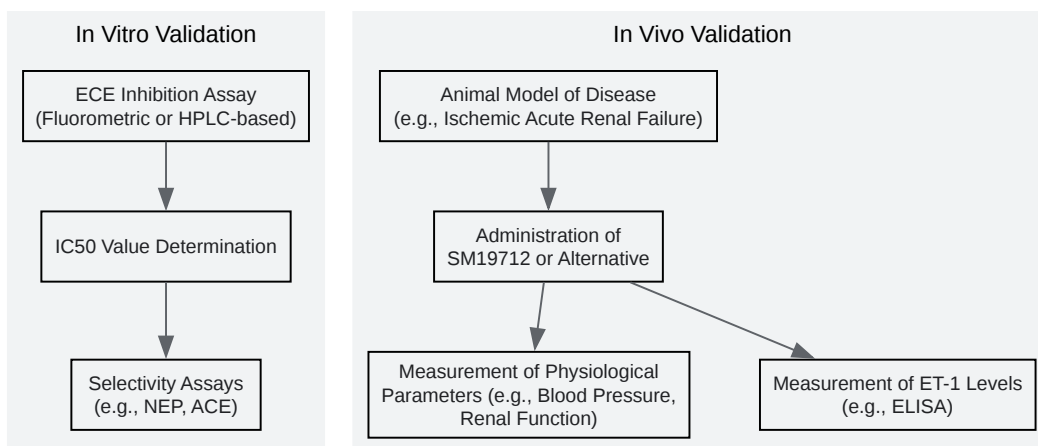 In Vitro Validation
ECE Inhibition Assay
(Fluorometric or HPLC-based)
IC50 Value Determination
Selectivity Assays
(e.g., NEP, ACE)
In Vivo Validation
Animal Model of Disease
(e.g., Ischemic Acute Renal Failure)
Administration of
SM19712 or Alternative
Measurement of Physiological
Parameters (e.g., Blood Pressure,
Renal Function)
Measurement of ET-1 Levels
(e.g., ELISA)